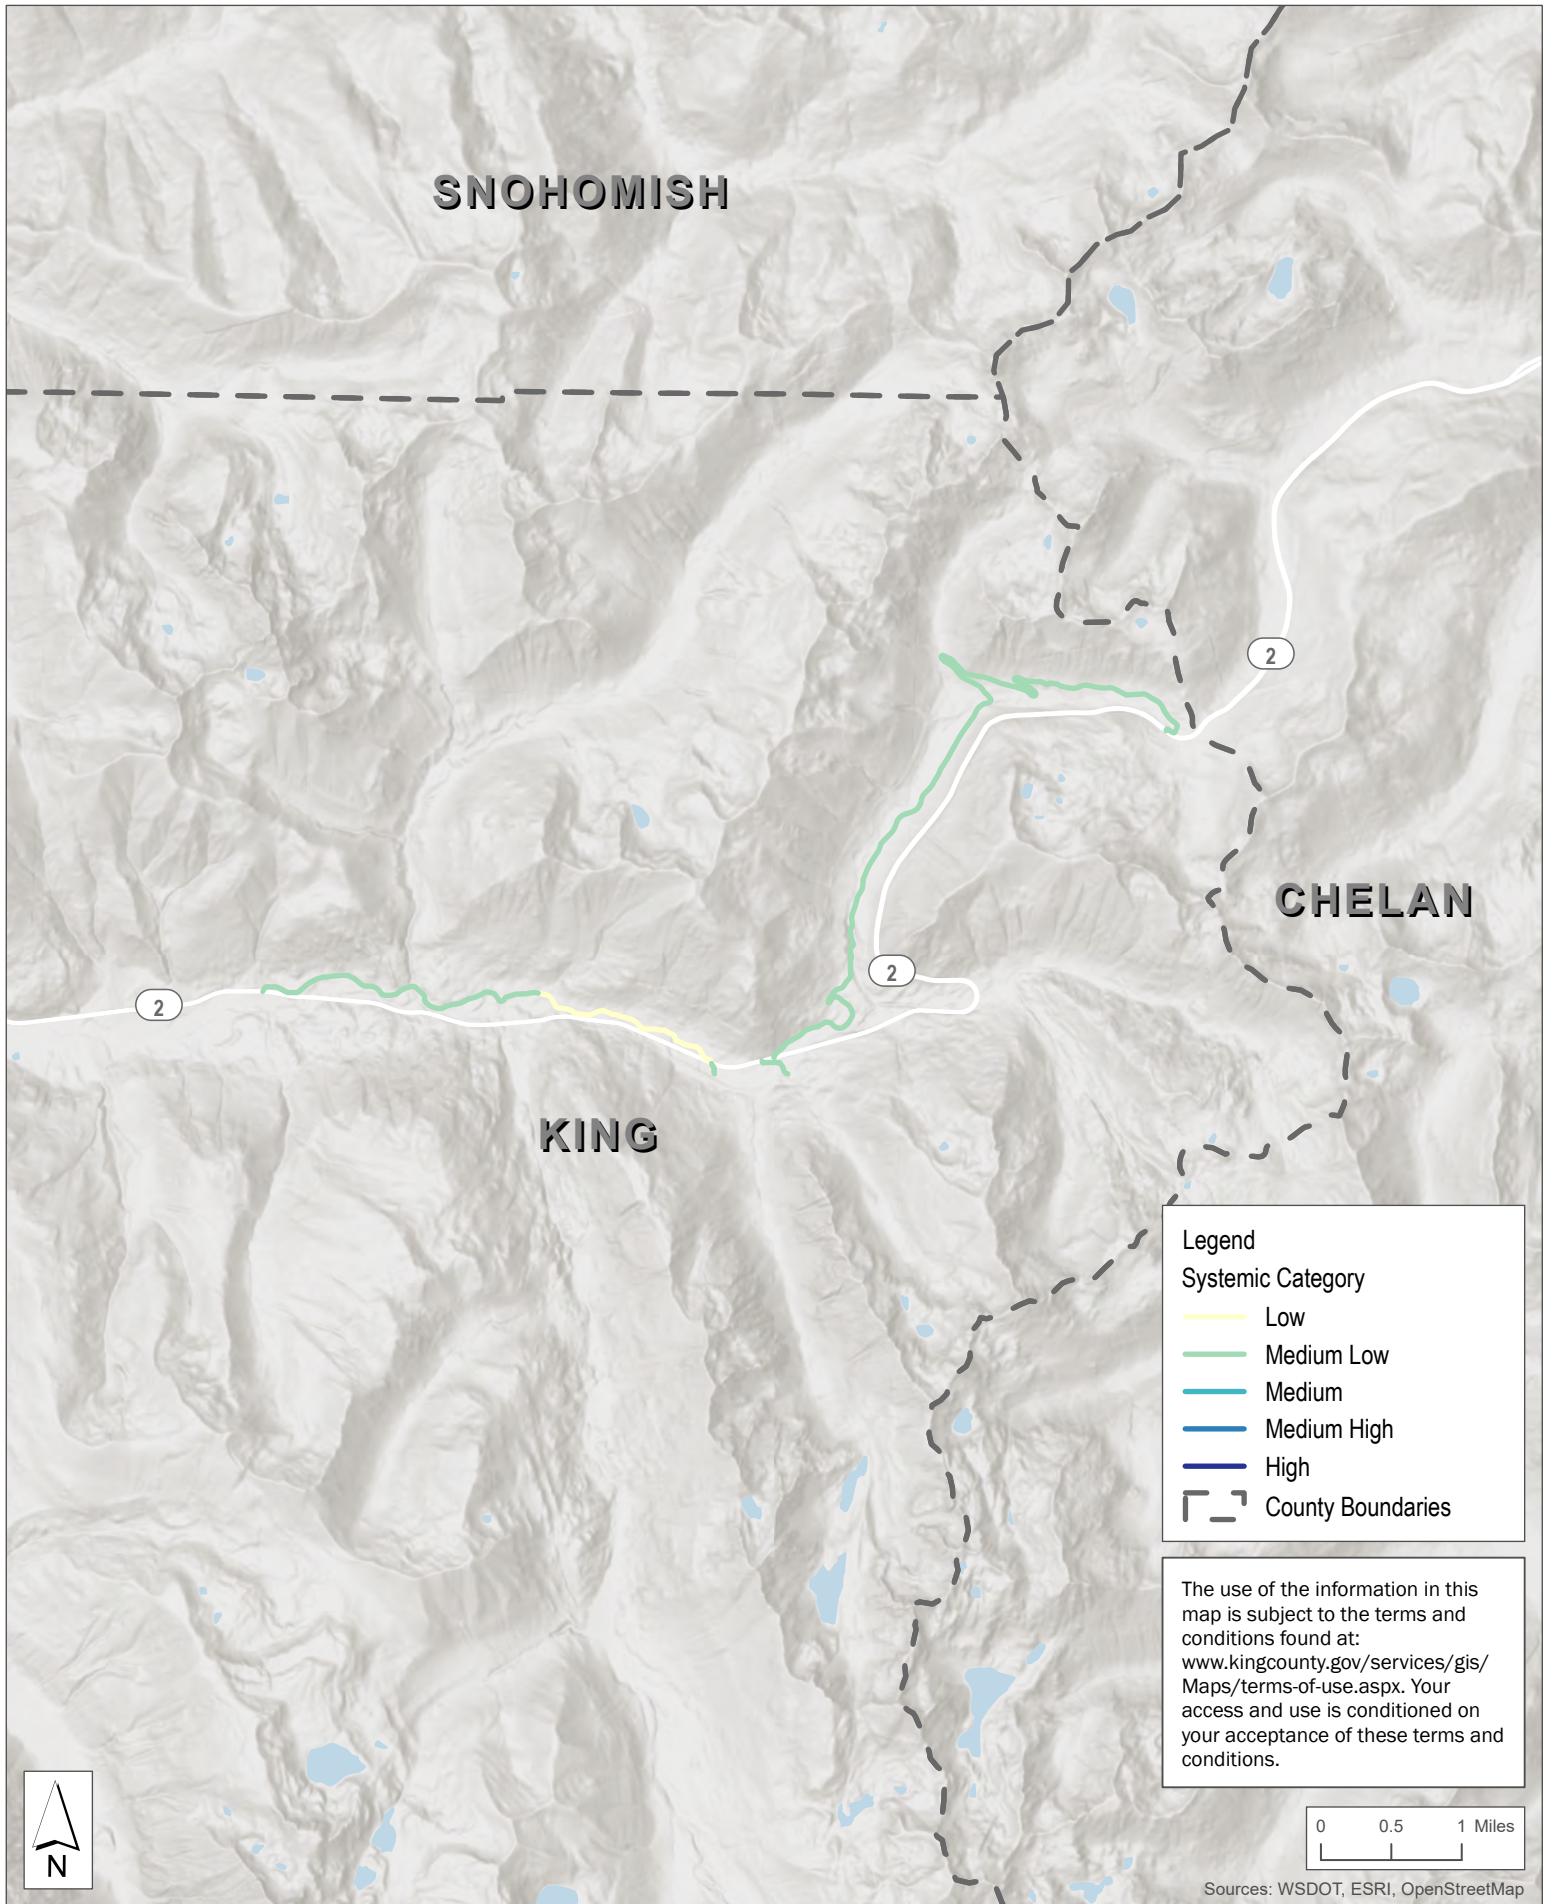 SNOHOMISH
2
CHELAN
2
2
KING
Legend
Systemic Category
Low
Medium Low
Medium
Medium High
High
County Boundaries
The use of the information in this
map is subject to the terms and
conditions found at:
www.kingcounty.gov/services/gis/
Maps/terms-of-use.aspx. Your
access and use is conditioned on
your acceptance of these terms and
conditions.
N
0 0.5 1 Miles
Sources: WSDOT, ESRI, OpenStreetMap